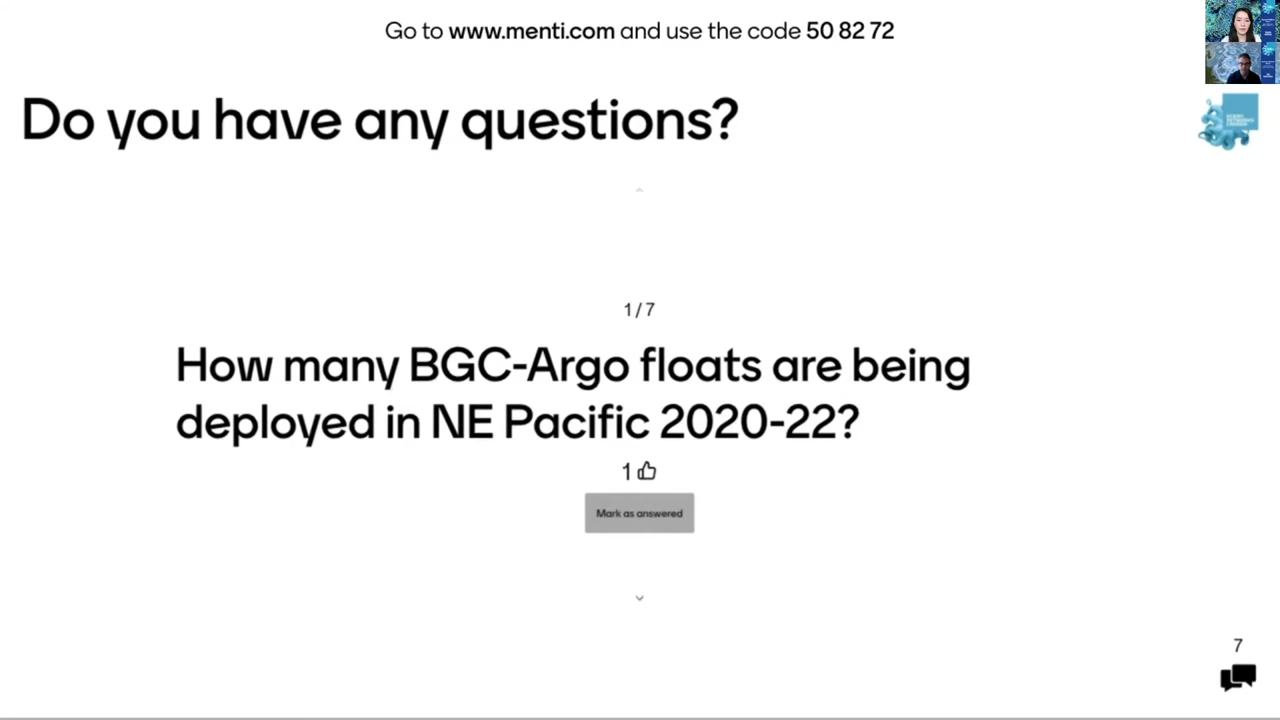 Go to www.menti.com and use the code 50 82 72
Do you have any questions?
1 / 7
How many BGC-Argo floats are being
deployed in NE Pacific 2020-22?
1
Mark as answered
7